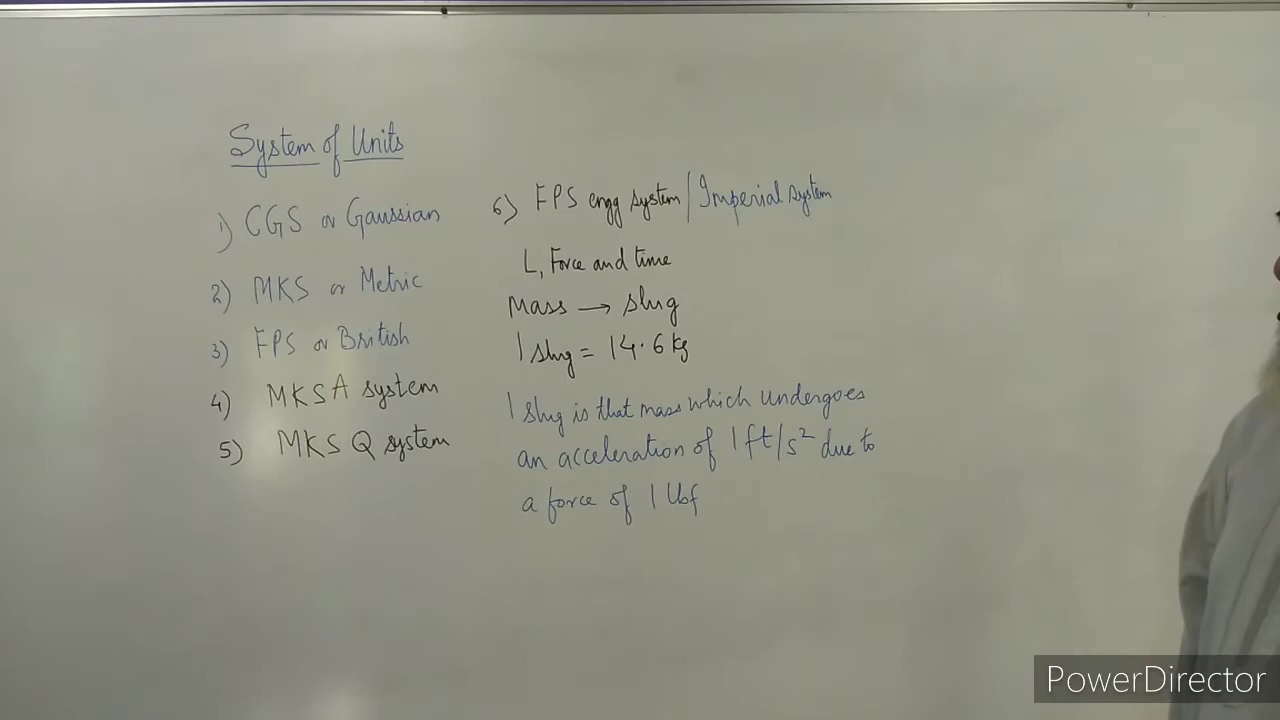 System of Units
1) CGS or Gaussian
2) MKS or Metric
3) FPS or British
4) MKSA system
5) MKS Q system
6) FPS engg system/Imperial system
L, Force and time
Mass → slug
1 slug = 14.6 kg
1 slug is that mass which undergoes
an acceleration of 1 ft/s² due to
a force of 1 lbf
PowerDirector